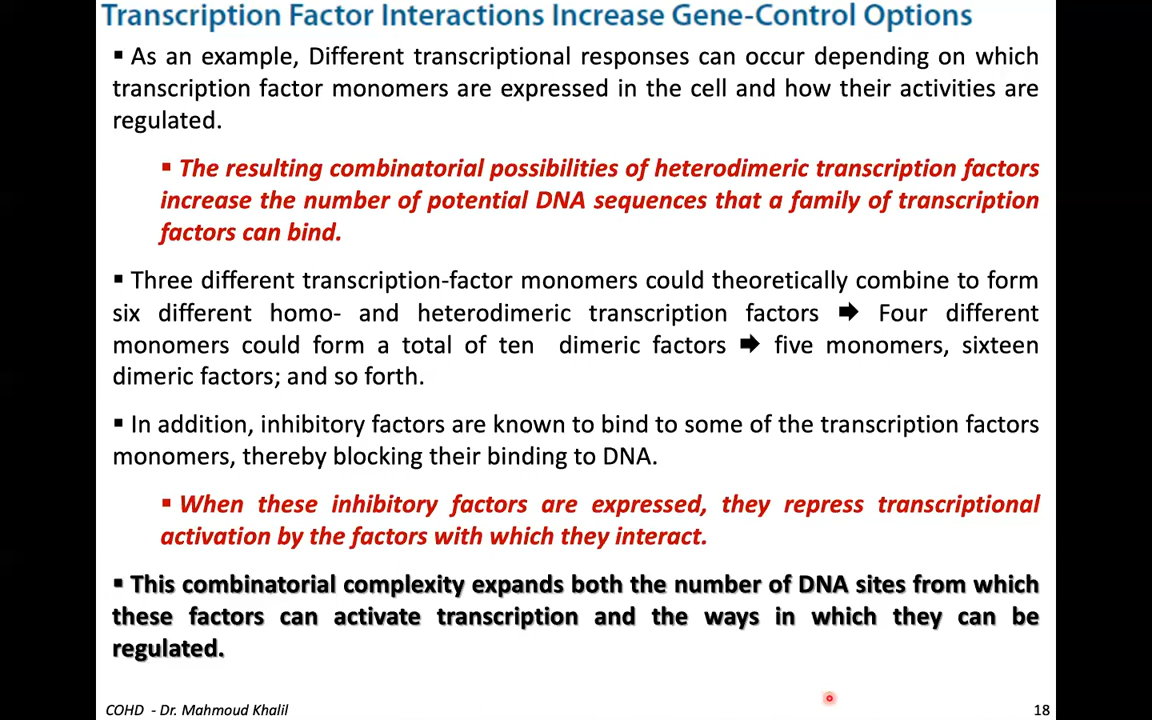 Transcription Factor Interactions Increase Gene-Control Options
▪ As an example, Different transcriptional responses can occur depending on which
transcription factor monomers are expressed in the cell and how their activities are
regulated.
▪ The resulting combinatorial possibilities of heterodimeric transcription factors
increase the number of potential DNA sequences that a family of transcription
factors can bind.
▪ Three different transcription-factor monomers could theoretically combine to form
six different homo- and heterodimeric transcription factors 🡆 Four different
monomers could form a total of ten dimeric factors 🡆 five monomers, sixteen
dimeric factors; and so forth.
▪ In addition, inhibitory factors are known to bind to some of the transcription factors
monomers, thereby blocking their binding to DNA.
▪ When these inhibitory factors are expressed, they repress transcriptional
activation by the factors with which they interact.
▪ This combinatorial complexity expands both the number of DNA sites from which
these factors can activate transcription and the ways in which they can be
regulated.
COHD - Dr. Mahmoud Khalil
18